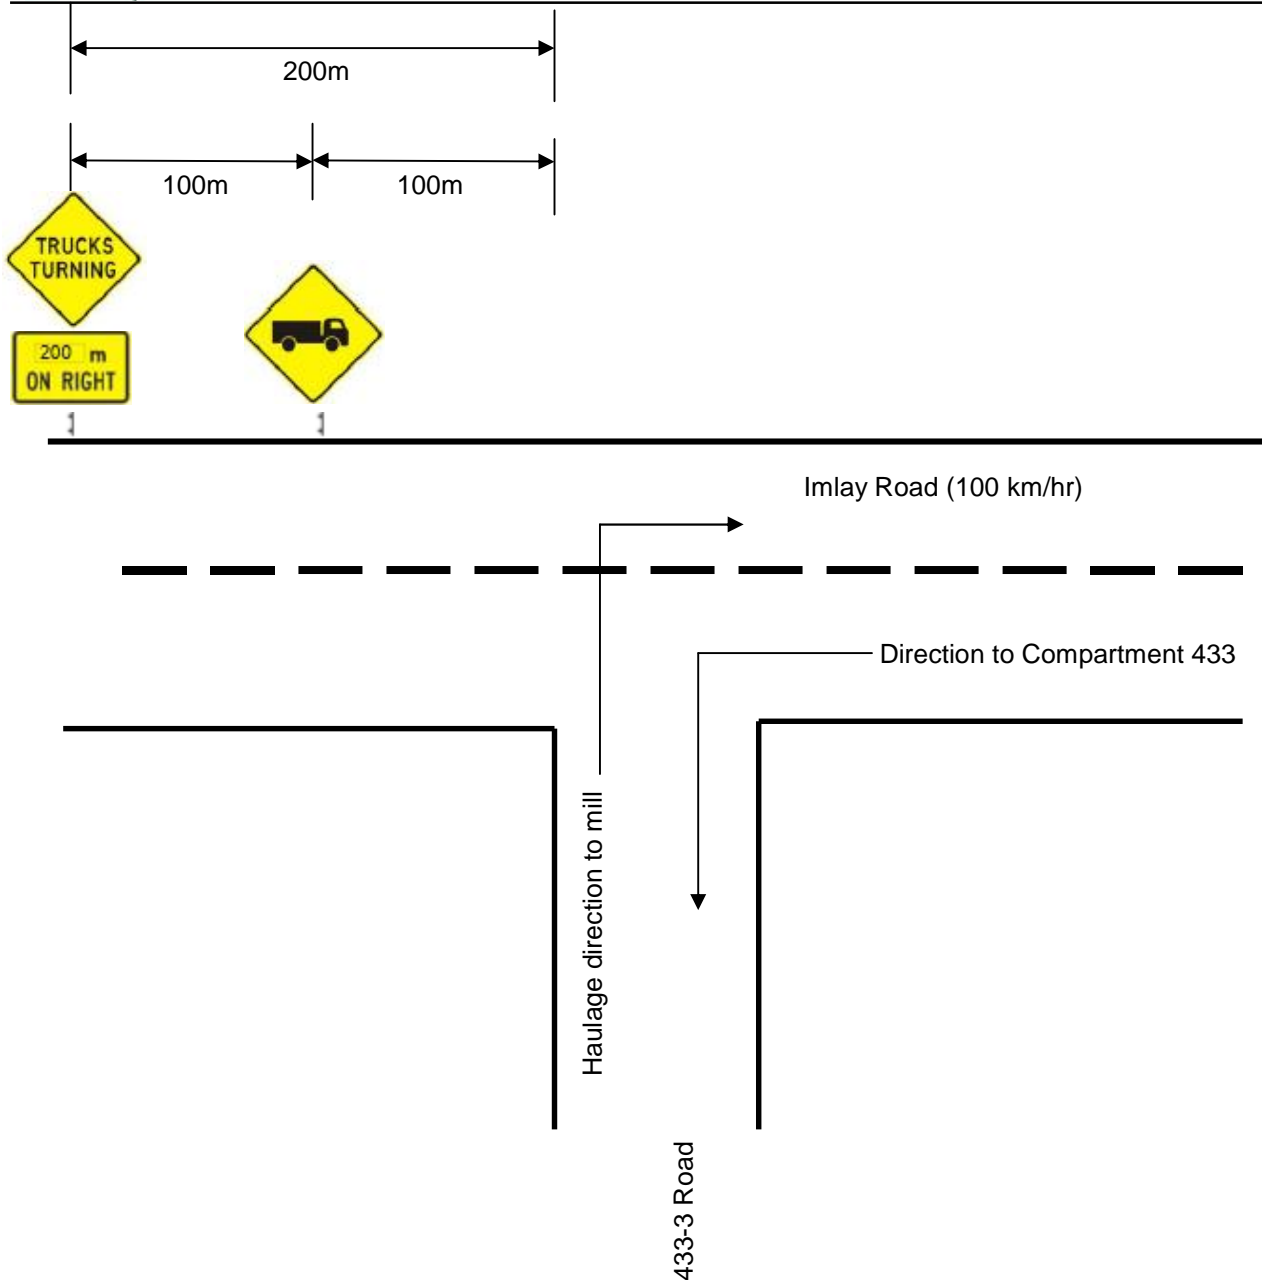 200m
100m
100m
TRUCKS
TURNING
200 m
ON RIGHT
Imlay Road (100 km/hr)
Direction to Compartment 433
Haulage direction to mill
433-3 Road